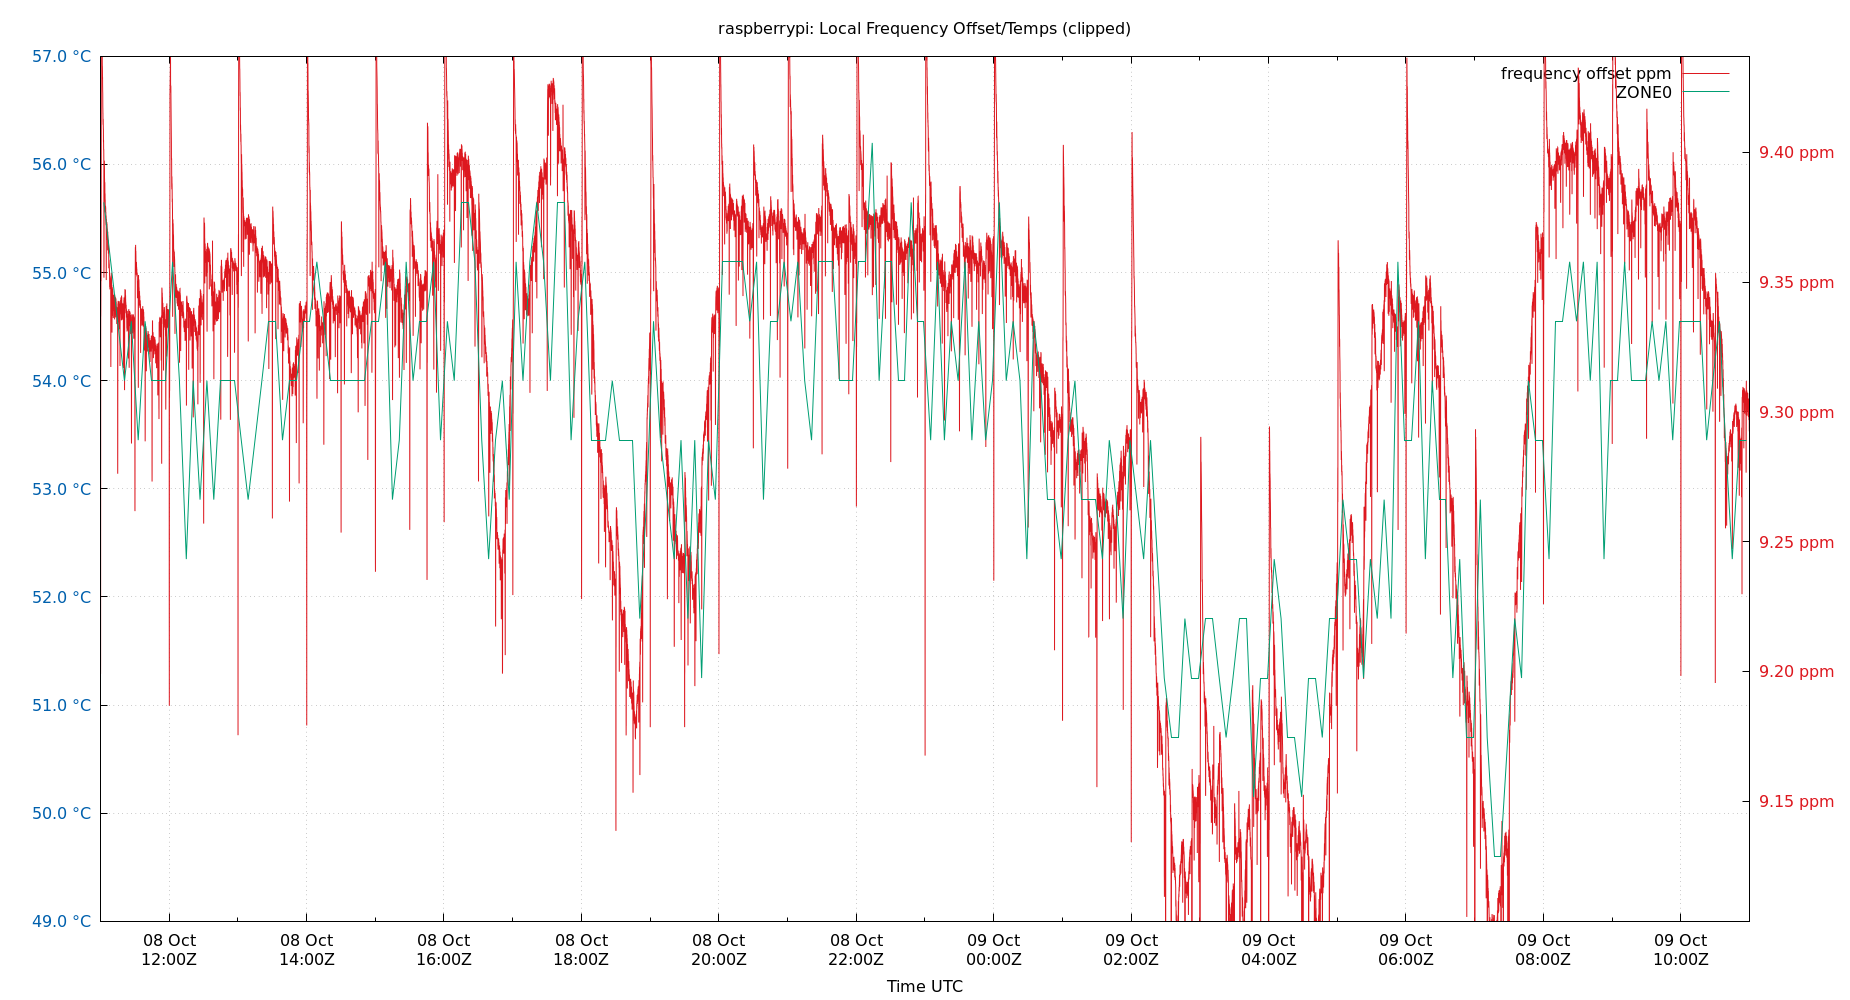 raspberrypi: Local Frequency Offset/Temps (clipped)
57.0 °C
56.0 °C
55.0 °C
54.0 °C
53.0 °C
52.0 °C
51.0 °C
50.0 °C
49.0 °C
frequency offset ppm
ZONE0
9.40 ppm
9.35 ppm
9.30 ppm
9.25 ppm
9.20 ppm
9.15 ppm
08 Oct 08 Oct 08 Oct 08 Oct 08 Oct 08 Oct 09 Oct 09 Oct 09 Oct 09 Oct 09 Oct 09 Oct
12:00Z 14:00Z 16:00Z 18:00Z 20:00Z 22:00Z 00:00Z 02:00Z 04:00Z 06:00Z 08:00Z 10:00Z
Time UTC